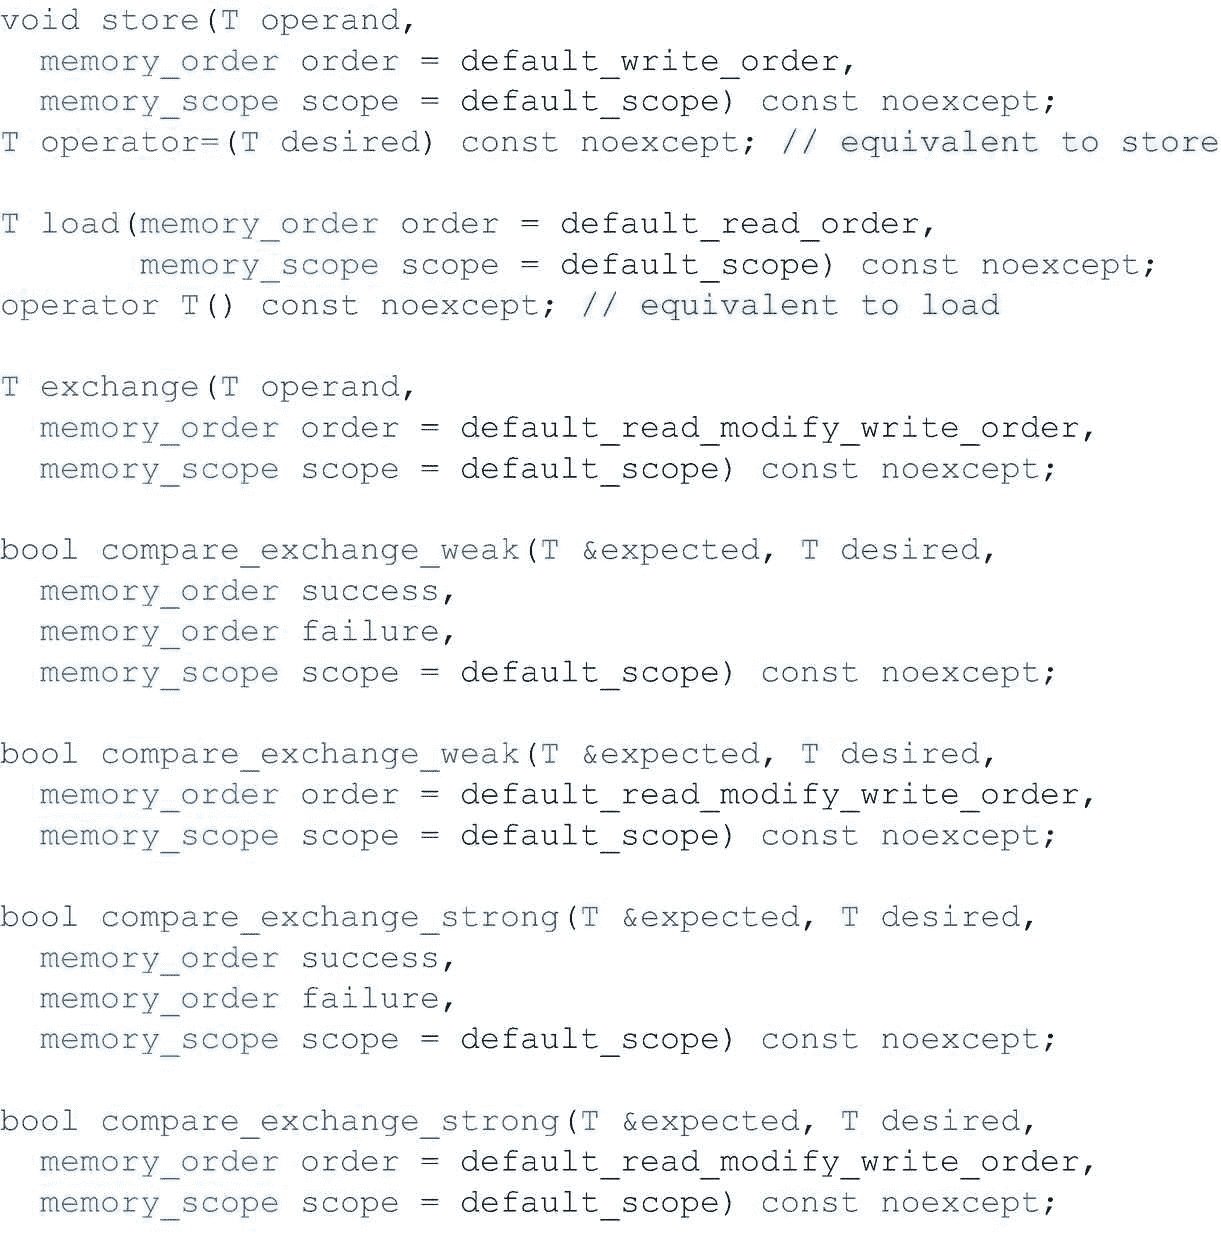 void store(T operand,
  memory_order order = default_write_order,
  memory_scope scope = default_scope) const noexcept;
T operator=(T desired) const noexcept; // equivalent to store

T load(memory_order order = default_read_order,
       memory_scope scope = default_scope) const noexcept;
operator T() const noexcept; // equivalent to load

T exchange(T operand,
  memory_order order = default_read_modify_write_order,
  memory_scope scope = default_scope) const noexcept;

bool compare_exchange_weak(T &expected, T desired,
  memory_order success,
  memory_order failure,
  memory_scope scope = default_scope) const noexcept;

bool compare_exchange_weak(T &expected, T desired,
  memory_order order = default_read_modify_write_order,
  memory_scope scope = default_scope) const noexcept;

bool compare_exchange_strong(T &expected, T desired,
  memory_order success,
  memory_order failure,
  memory_scope scope = default_scope) const noexcept;

bool compare_exchange_strong(T &expected, T desired,
  memory_order order = default_read_modify_write_order,
  memory_scope scope = default_scope) const noexcept;